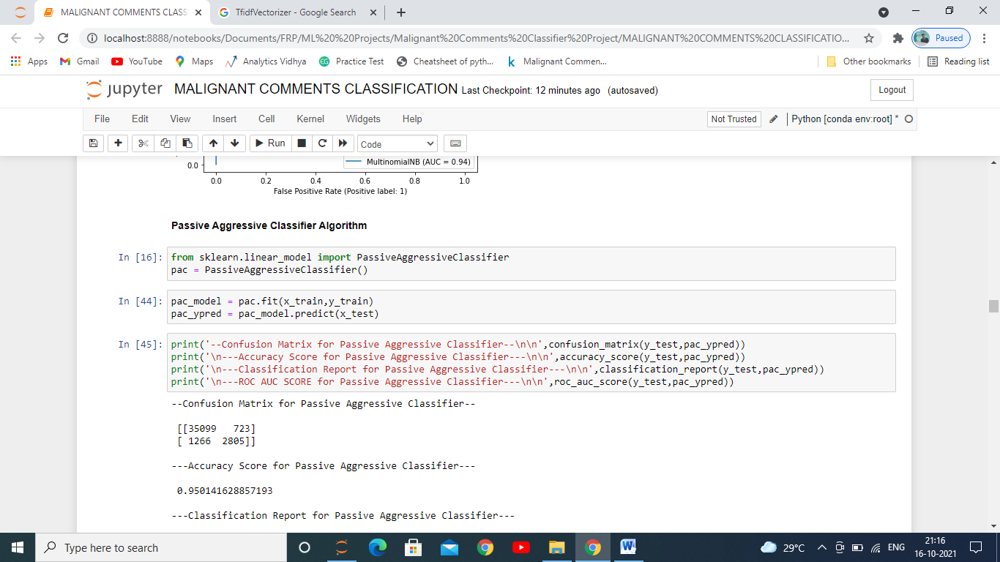 MALIGNANT COMMENTS CLASS
TfidfVectorizer - Google Search
localhost:8888/notebooks/Documents/FRP/ML%20%20Projects/Malignant%20Comments%20Classifier%20Project/MALIGNANT%20COMMENTS%20CLASSIFICATIO...
Paused
Apps Gmail YouTube Maps Analytics Vidhya Practice Test Cheatsheet of pyth... Malignant Commen... Other bookmarks Reading list
jupyter MALIGNANT COMMENTS CLASSIFICATION Last Checkpoint: 12 minutes ago (autosaved)
Logout
File Edit View Insert Cell Kernel Widgets Help
Not Trusted Python [conda env:root] *
Run Code
0.0
MultinomialNB (AUC = 0.94)
0.0 0.2 0.4 0.6 0.8 1.0
False Positive Rate (Positive label: 1)
Passive Aggressive Classifier Algorithm
In [16]: from sklearn.linear_model import PassiveAggressiveClassifier
pac = PassiveAggressiveClassifier()
In [44]: pac_model = pac.fit(x_train,y_train)
pac_ypred = pac_model.predict(x_test)
In [45]: print('--Confusion Matrix for Passive Aggressive Classifier--\n\n',confusion_matrix(y_test,pac_ypred))
print('\n---Accuracy Score for Passive Aggressive Classifier---\n\n',accuracy_score(y_test,pac_ypred))
print('\n---Classification Report for Passive Aggressive Classifier---\n\n',classification_report(y_test,pac_ypred))
print('\n---ROC AUC SCORE for Passive Aggressive Classifier---\n\n',roc_auc_score(y_test,pac_ypred))
--Confusion Matrix for Passive Aggressive Classifier--
[[35099 723]
[ 1266 2805]]
---Accuracy Score for Passive Aggressive Classifier---
0.950141628857193
---Classification Report for Passive Aggressive Classifier---
Type here to search
29°C ENG
21:16
16-10-2021